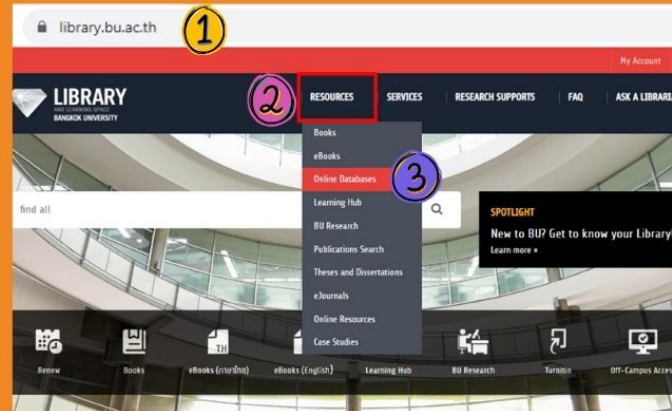 library.bu.ac.th
1
My Account
LIBRARY
AND LEARNING SPACE
BANGKOK UNIVERSITY
2
RESOURCES
SERVICES
RESEARCH SUPPORTS
FAQ
ASK A LIBRARI
Books
eBooks
Online Databases
3
Learning Hub
BU Research
Publications Search
Theses and Dissertations
eJournals
Online Resources
Case Studies
find all
SPOTLIGHT
New to BU? Get to know your Library
Learn more »
TH
Renew
Books
eBooks (ภาษาไทย)
eBooks (English)
Learning Hub
BU Research
Turnitin
Off-Campus Acces